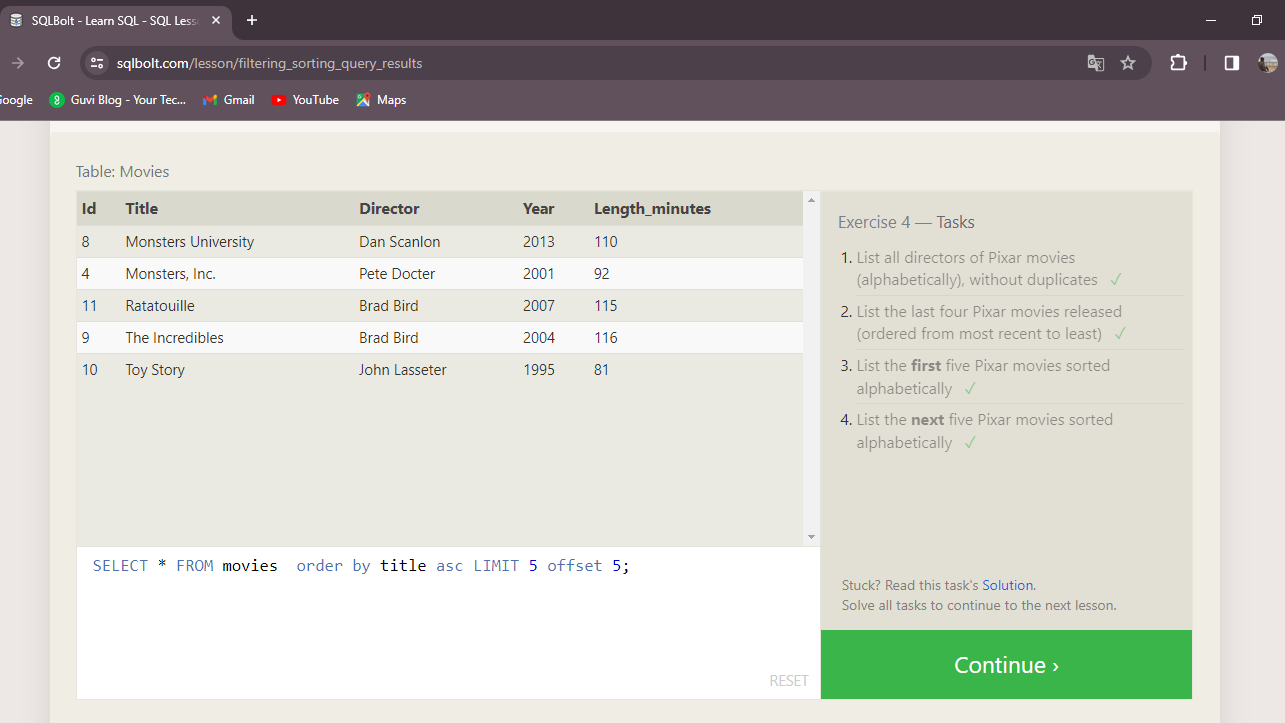 SQLBolt - Learn SQL - SQL Less
sqlbolt.com/lesson/filtering_sorting_query_results
Guvi Blog - Your Tec... Gmail YouTube Maps
Table: Movies
Id Title Director Year Length_minutes
8 Monsters University Dan Scanlon 2013 110
4 Monsters, Inc. Pete Docter 2001 92
11 Ratatouille Brad Bird 2007 115
9 The Incredibles Brad Bird 2004 116
10 Toy Story John Lasseter 1995 81
SELECT * FROM movies  order by title asc LIMIT 5 offset 5;
RESET
Exercise 4 — Tasks
1. List all directors of Pixar movies
(alphabetically), without duplicates ✓
2. List the last four Pixar movies released
(ordered from most recent to least) ✓
3. List the first five Pixar movies sorted
alphabetically ✓
4. List the next five Pixar movies sorted
alphabetically ✓
Stuck? Read this task's Solution.
Solve all tasks to continue to the next lesson.
Continue ›